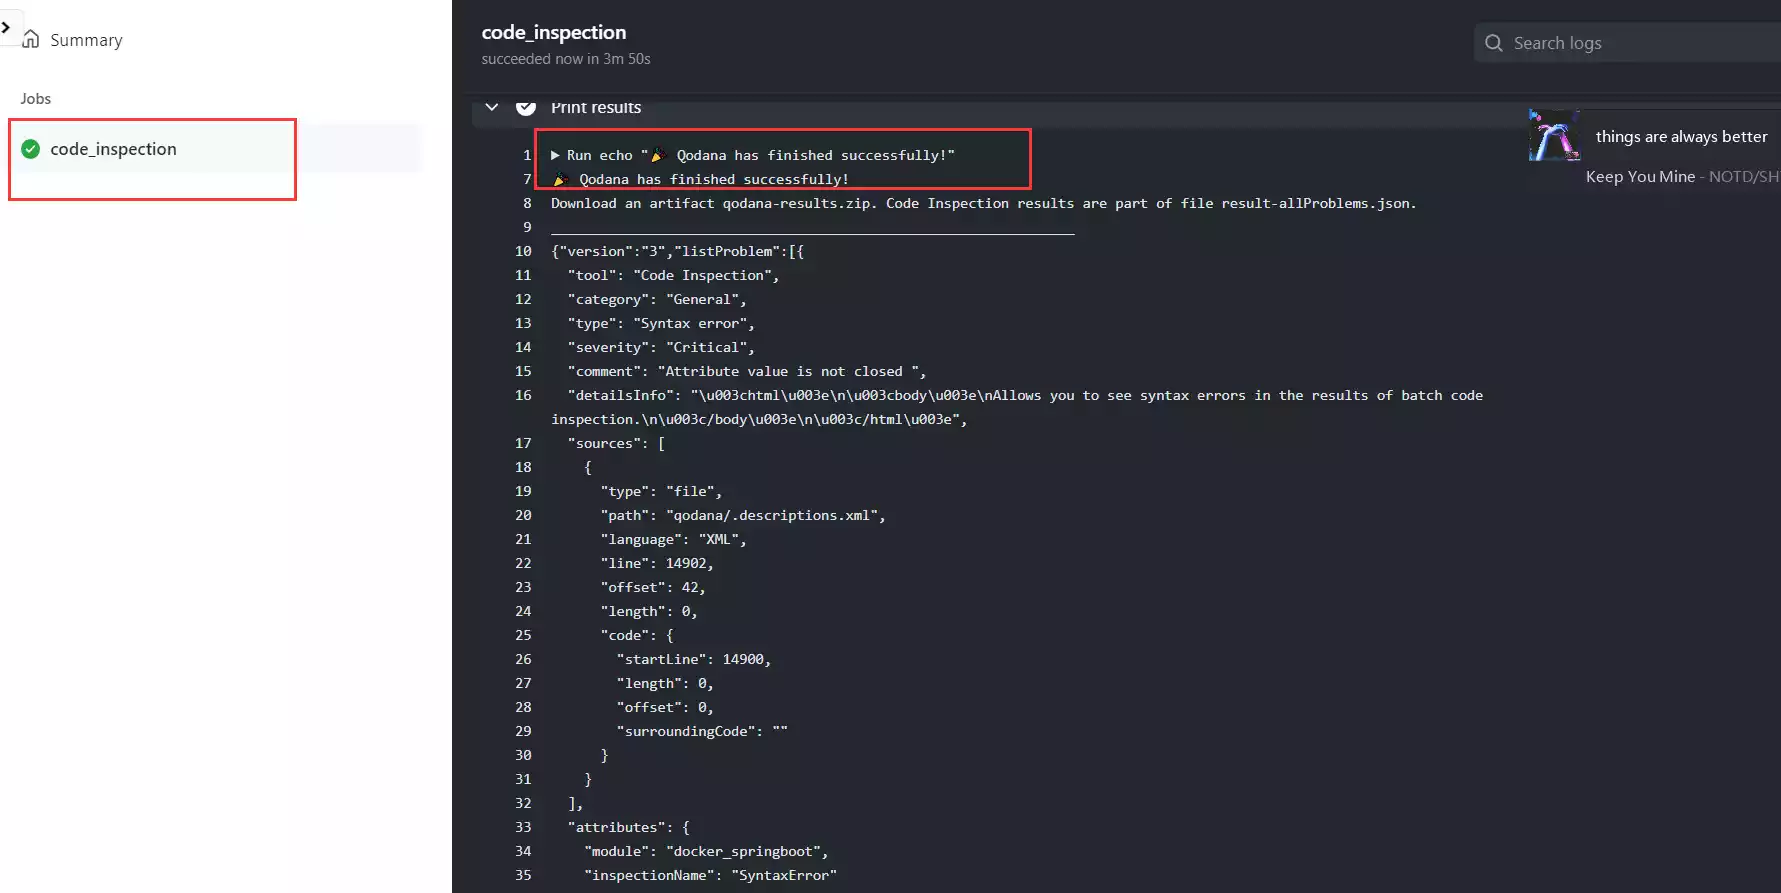 Summary
Jobs
code_inspection
code_inspection
succeeded now in 3m 50s
Search logs
Print results
things are always better
Keep You Mine - NOTD/SH
1 ▶ Run echo "🎉 Qodana has finished successfully!"
7 🎉 Qodana has finished successfully!
8 Download an artifact qodana-results.zip. Code Inspection results are part of file result-allProblems.json.
9 ________________________________________________________________
10 {"version":"3","listProblem":[{
11 "tool": "Code Inspection",
12 "category": "General",
13 "type": "Syntax error",
14 "severity": "Critical",
15 "comment": "Attribute value is not closed ",
16 "detailsInfo": "\u003chtml\u003e\n\u003cbody\u003e\nAllows you to see syntax errors in the results of batch code
inspection.\n\u003c/body\u003e\n\u003c/html\u003e",
17 "sources": [
18 {
19 "type": "file",
20 "path": "qodana/.descriptions.xml",
21 "language": "XML",
22 "line": 14902,
23 "offset": 42,
24 "length": 0,
25 "code": {
26 "startLine": 14900,
27 "length": 0,
28 "offset": 0,
29 "surroundingCode": ""
30 }
31 }
32 ],
33 "attributes": {
34 "module": "docker_springboot",
35 "inspectionName": "SyntaxError"